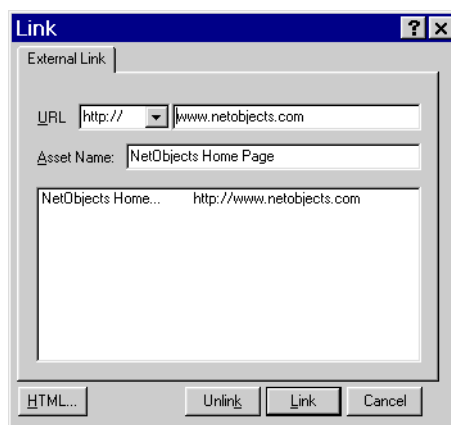 Link
External Link
URL http:// www.netobjects.com
Asset Name: NetObjects Home Page
NetObjects Home... http://www.netobjects.com
HTML... Unlink Link Cancel